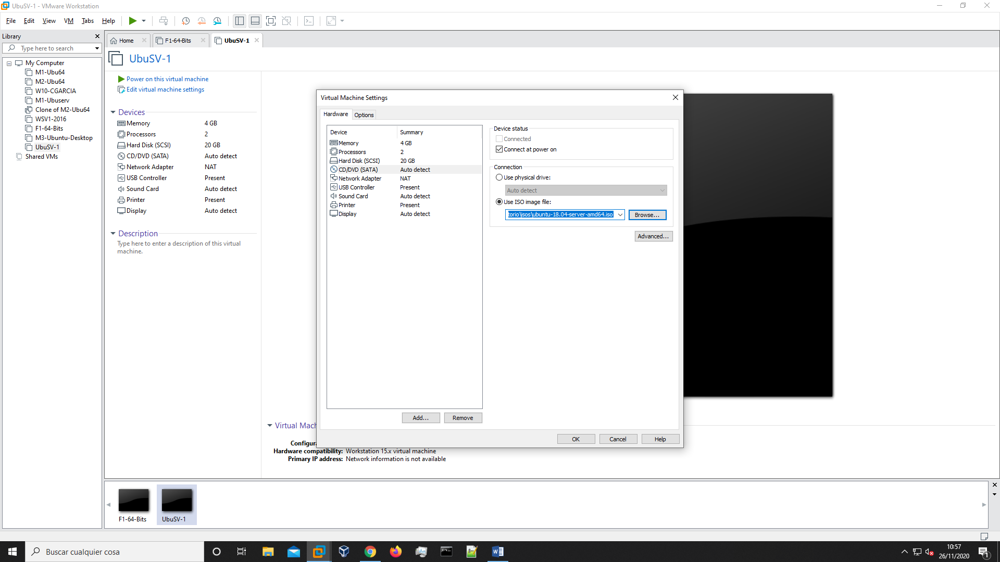 UbuSV-1 - VMware Workstation
File Edit View VM Tabs Help
Library
Type here to search
My Computer
M1-Ubu64
M2-Ubu64
W10-CGARCIA
M1-Ubuserv
Clone of M2-Ubu64
WSV1-2016
F1-64-Bits
M3-Ubuntu-Desktop
UbuSV-1
Shared VMs
Home F1-64-Bits UbuSV-1
UbuSV-1
Power on this virtual machine
Edit virtual machine settings
Devices
Memory 4 GB
Processors 2
Hard Disk (SCSI) 20 GB
CD/DVD (SATA) Auto detect
Network Adapter NAT
USB Controller Present
Sound Card Auto detect
Printer Present
Display Auto detect
Description
Type here to enter a description of this virtual
machine.
Virtual Machine Settings
Hardware Options
Device Summary
Memory 4 GB
Processors 2
Hard Disk (SCSI) 20 GB
CD/DVD (SATA) Auto detect
Network Adapter NAT
USB Controller Present
Sound Card Auto detect
Printer Present
Display Auto detect
Add... Remove
Device status
Connected
Connect at power on
Connection
Use physical drive:
Auto detect
Use ISO image file:
torio\isos\ubuntu-18.04-server-amd64.iso Browse...
Advanced...
OK Cancel Help
Virtual Mach
Configura
Hardware compatibility: Workstation 15.x virtual machine
Primary IP address: Network information is not available
F1-64-Bits UbuSV-1
Buscar cualquier cosa
10:57
26/11/2020
1